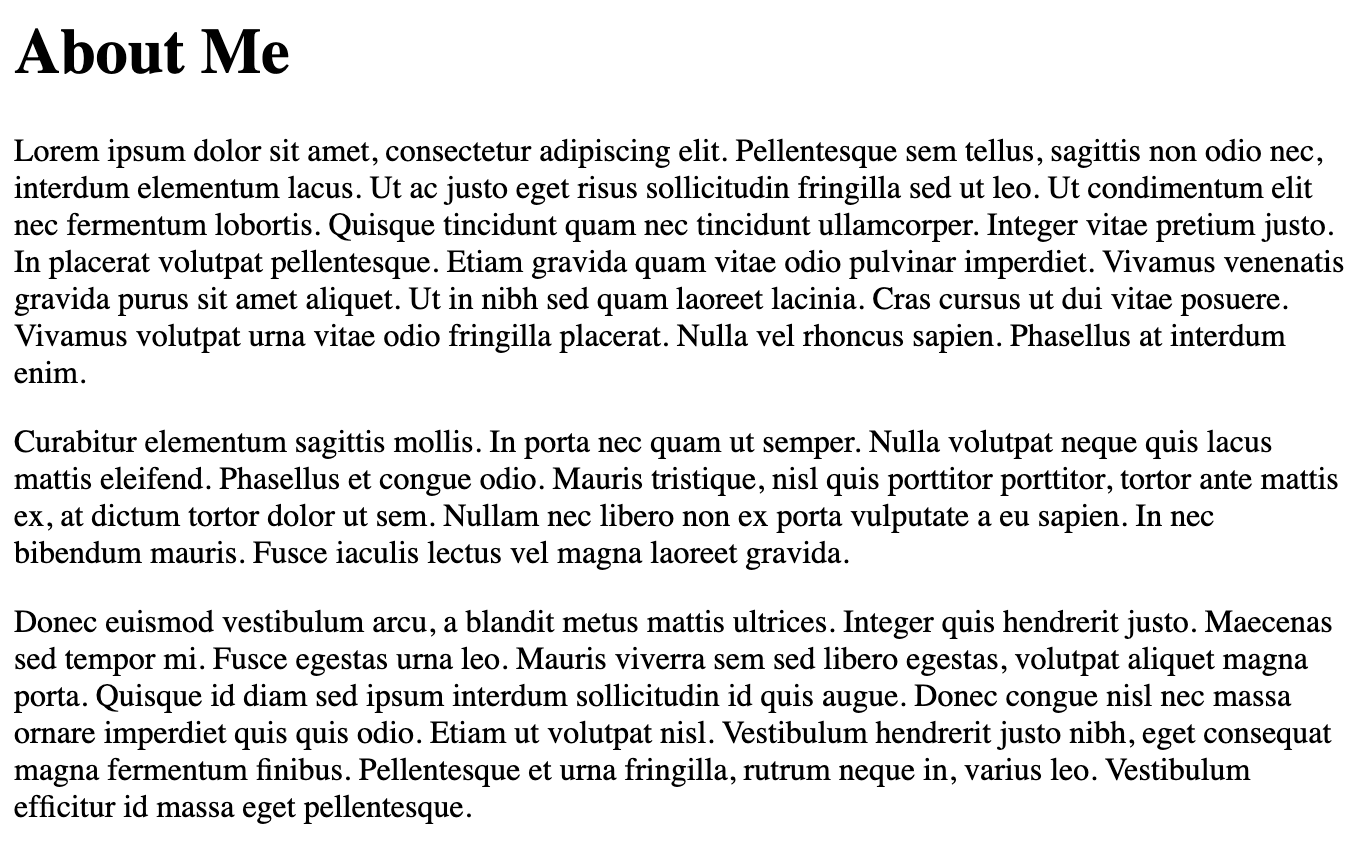 About Me
Lorem ipsum dolor sit amet, consectetur adipiscing elit. Pellentesque sem tellus, sagittis non odio nec,
interdum elementum lacus. Ut ac justo eget risus sollicitudin fringilla sed ut leo. Ut condimentum elit
nec fermentum lobortis. Quisque tincidunt quam nec tincidunt ullamcorper. Integer vitae pretium justo.
In placerat volutpat pellentesque. Etiam gravida quam vitae odio pulvinar imperdiet. Vivamus venenatis
gravida purus sit amet aliquet. Ut in nibh sed quam laoreet lacinia. Cras cursus ut dui vitae posuere.
Vivamus volutpat urna vitae odio fringilla placerat. Nulla vel rhoncus sapien. Phasellus at interdum
enim.
Curabitur elementum sagittis mollis. In porta nec quam ut semper. Nulla volutpat neque quis lacus
mattis eleifend. Phasellus et congue odio. Mauris tristique, nisl quis porttitor porttitor, tortor ante mattis
ex, at dictum tortor dolor ut sem. Nullam nec libero non ex porta vulputate a eu sapien. In nec
bibendum mauris. Fusce iaculis lectus vel magna laoreet gravida.
Donec euismod vestibulum arcu, a blandit metus mattis ultrices. Integer quis hendrerit justo. Maecenas
sed tempor mi. Fusce egestas urna leo. Mauris viverra sem sed libero egestas, volutpat aliquet magna
porta. Quisque id diam sed ipsum interdum sollicitudin id quis augue. Donec congue nisl nec massa
ornare imperdiet quis quis odio. Etiam ut volutpat nisl. Vestibulum hendrerit justo nibh, eget consequat
magna fermentum finibus. Pellentesque et urna fringilla, rutrum neque in, varius leo. Vestibulum
efficitur id massa eget pellentesque.